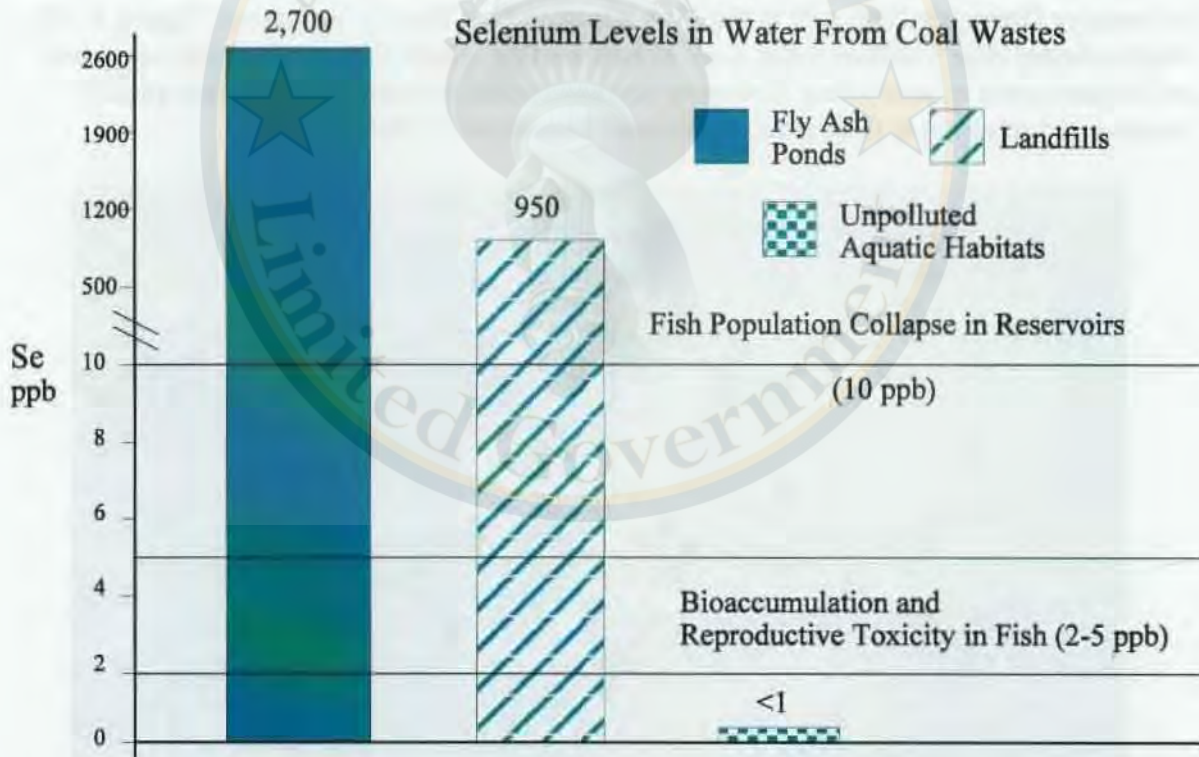 Selenium Levels in Water From Coal Wastes
2,700
2600
1900
1200
500
Se
ppb
10
8
6
4
2
0
950
<1
Fly Ash
Ponds
Landfills
Unpolluted
Aquatic Habitats
Fish Population Collapse in Reservoirs
(10 ppb)
Bioaccumulation and
Reproductive Toxicity in Fish (2-5 ppb)
Limited Government